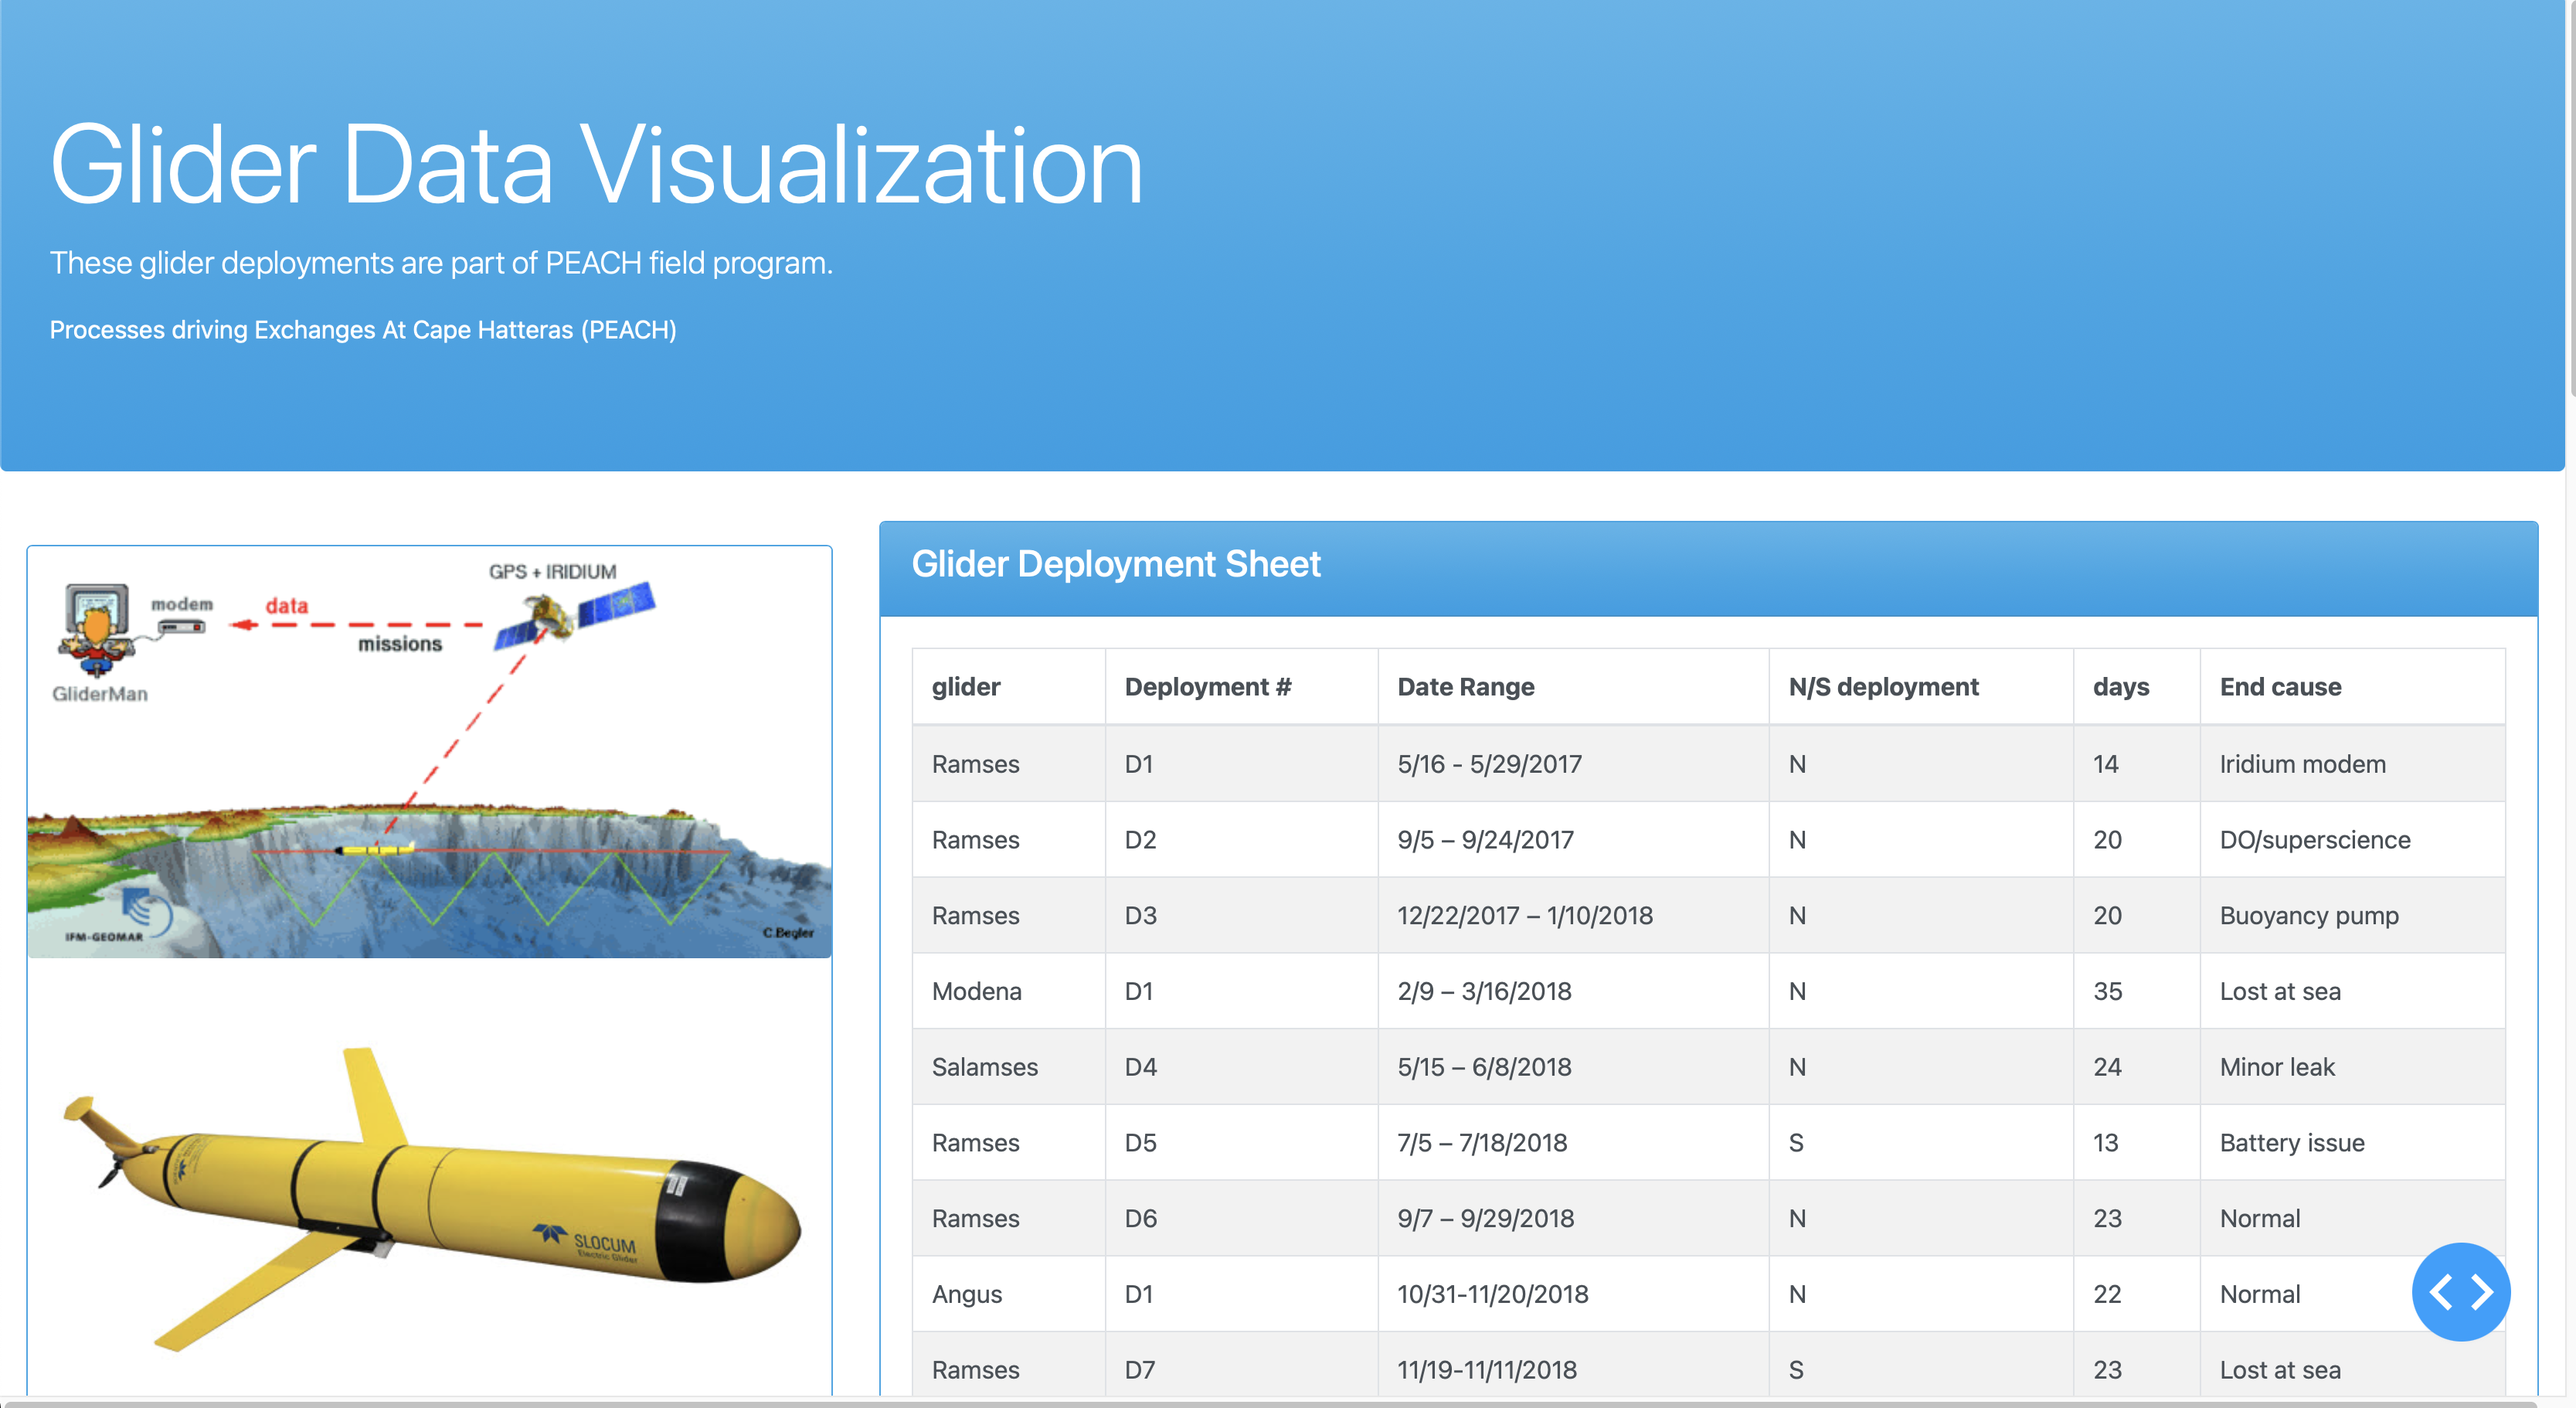 Glider Data Visualization
These glider deployments are part of PEACH field program.
Processes driving Exchanges At Cape Hatteras (PEACH)
GPS + IRIDIUM
modem
data
missions
GliderMan
IFM-GEOMAR
C.Begler
SLOCUM
Electric Glider
Glider Deployment Sheet
glider Deployment # Date Range N/S deployment days End cause
Ramses D1 5/16 - 5/29/2017 N 14 Iridium modem
Ramses D2 9/5 – 9/24/2017 N 20 DO/superscience
Ramses D3 12/22/2017 – 1/10/2018 N 20 Buoyancy pump
Modena D1 2/9 – 3/16/2018 N 35 Lost at sea
Salamses D4 5/15 – 6/8/2018 N 24 Minor leak
Ramses D5 7/5 – 7/18/2018 S 13 Battery issue
Ramses D6 9/7 – 9/29/2018 N 23 Normal
Angus D1 10/31-11/20/2018 N 22 Normal
Ramses D7 11/19-11/11/2018 S 23 Lost at sea